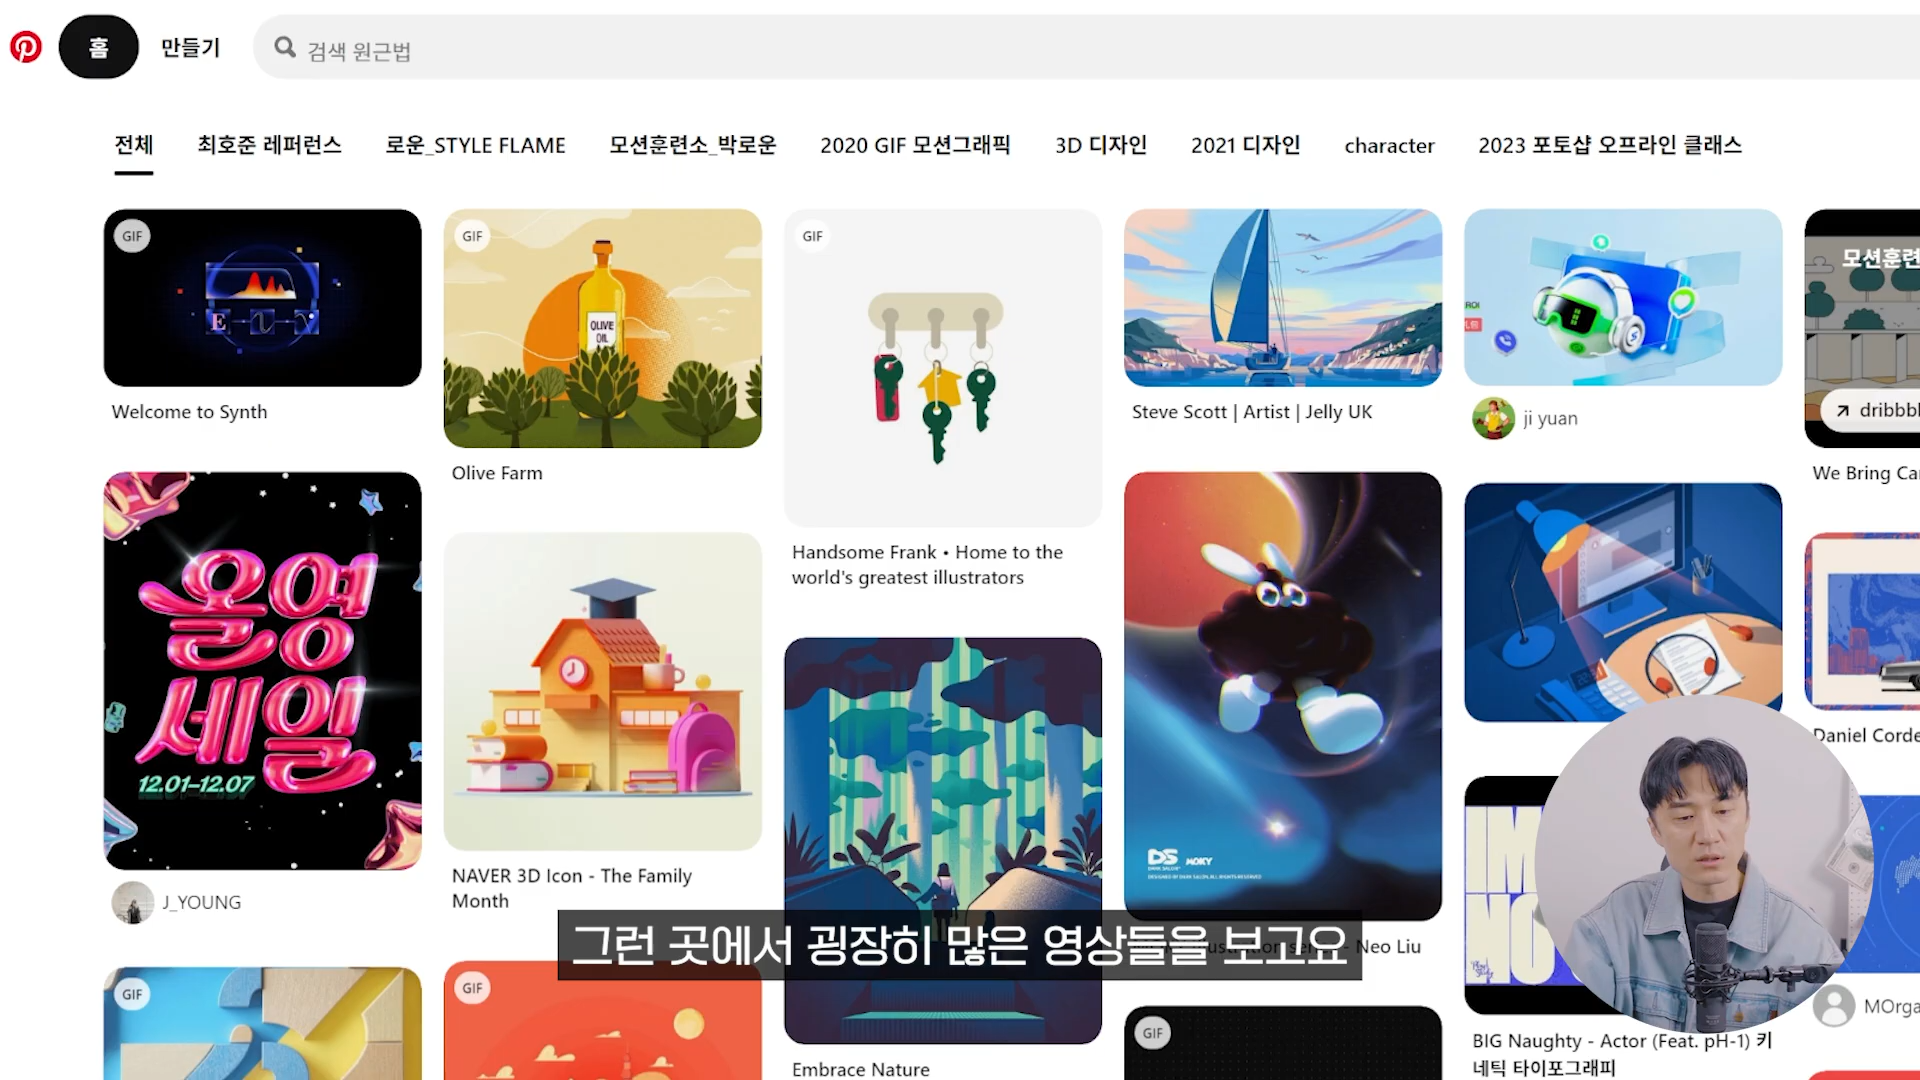 홈
만들기
검색 원근법
전체
최호준 레퍼런스
로운_STYLE FLAME
모션훈련소_박로운
2020 GIF 모션그래픽
3D 디자인
2021 디자인
character
2023 포토샵 오프라인 클래스
GIF
Welcome to Synth
GIF
OLIVE
OIL
Olive Farm
GIF
Handsome Frank • Home to the
world's greatest illustrators
Steve Scott | Artist | Jelly UK
ji yuan
모션훈련
dribbbl
We Bring Car
올영
세일
12.01–12.07
J_YOUNG
NAVER 3D Icon - The Family
Month
Embrace Nature
DS MOKY
Neo Liu
Daniel Corde
BIG Naughty - Actor (Feat. pH-1) 키
네틱 타이포그래피
MOrga
GIF
GIF
GIF
그런 곳에서 굉장히 많은 영상들을 보고요